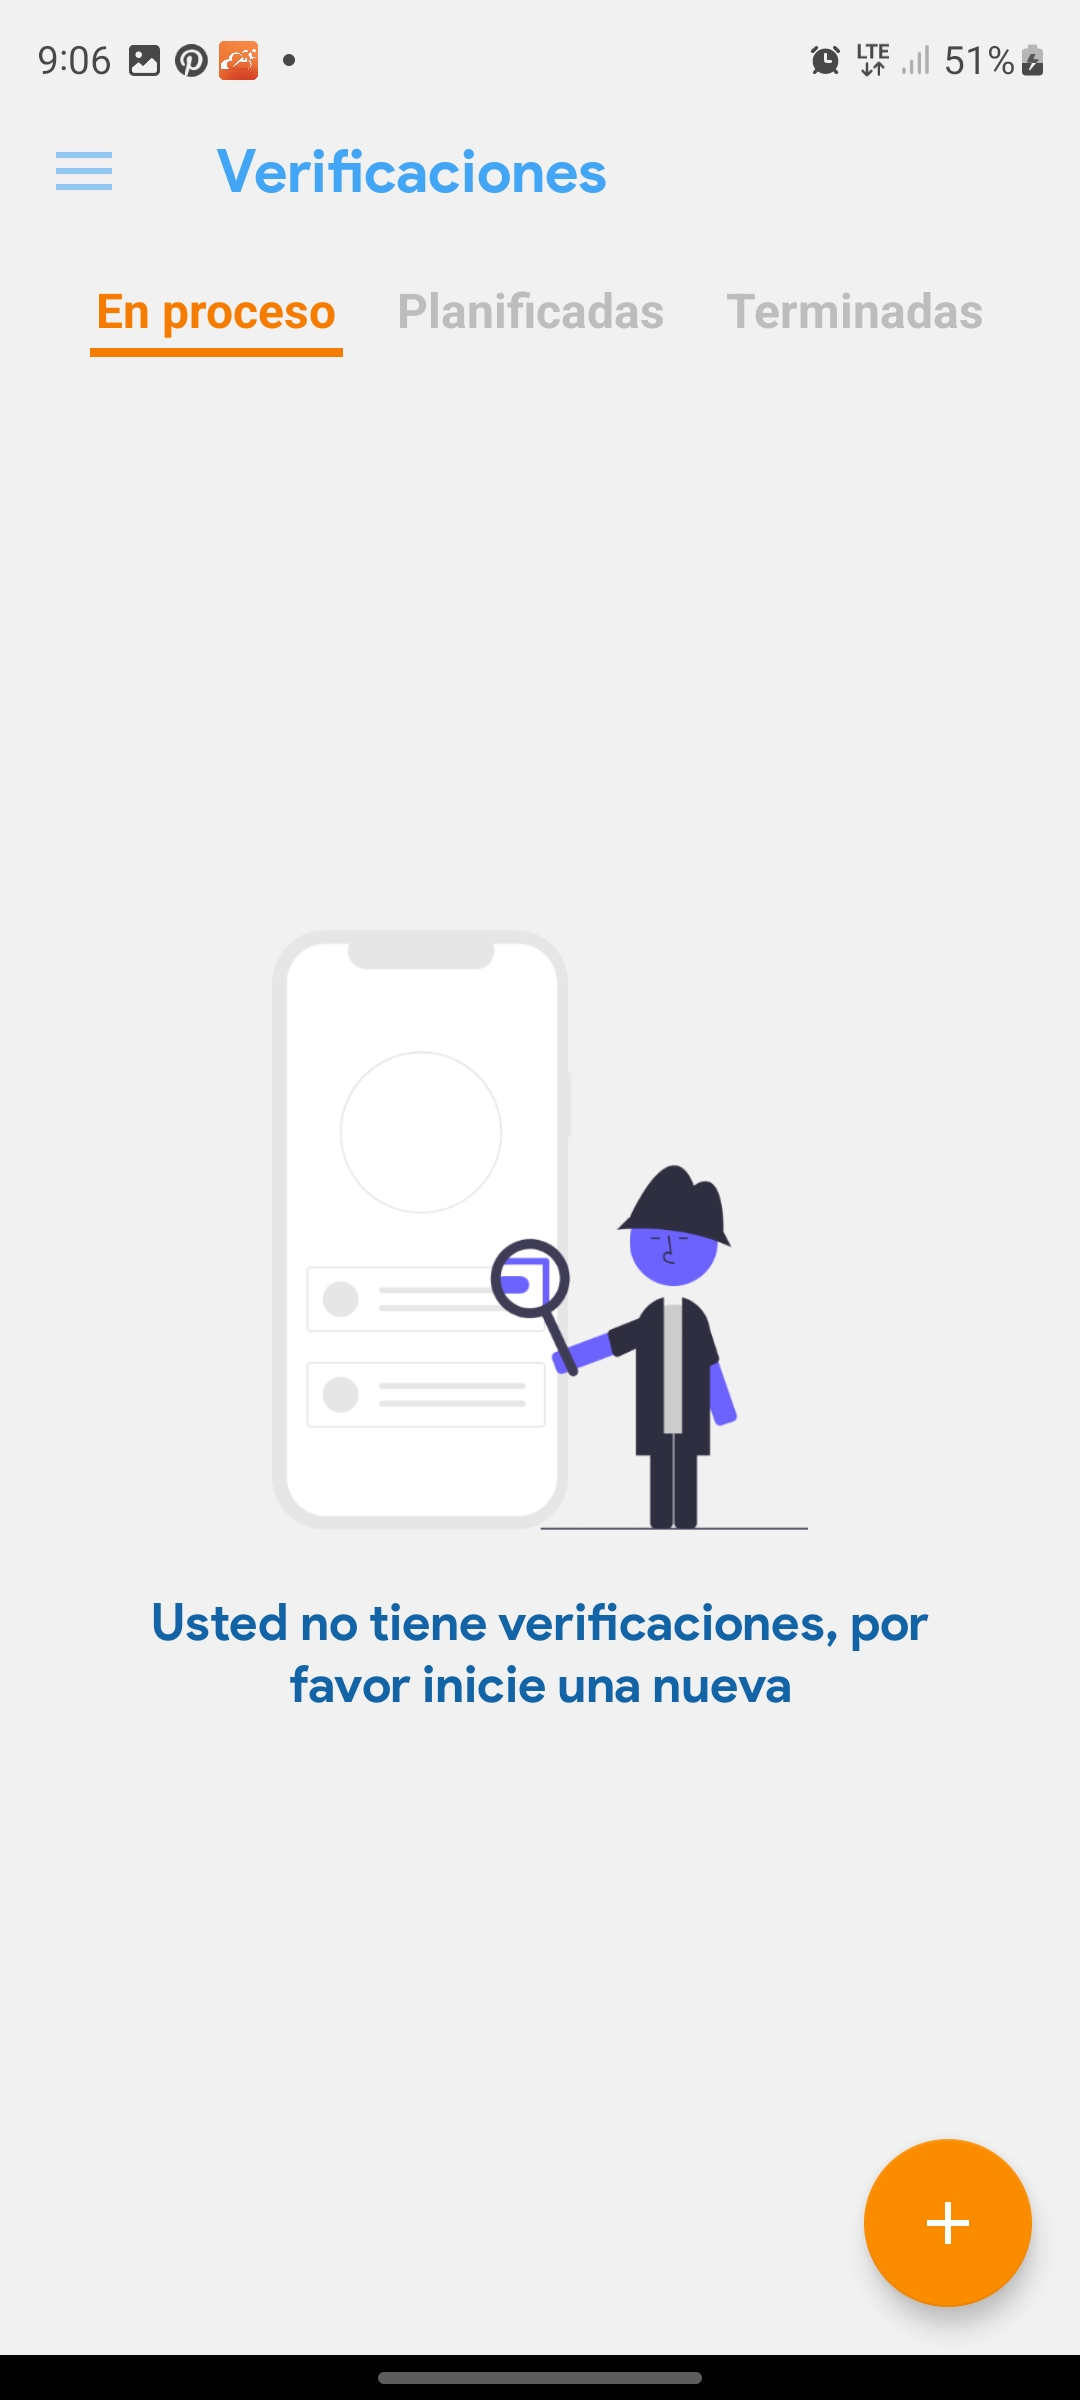 9:06 LTE 51%
Verificaciones
En proceso Planificadas Terminadas
Usted no tiene verificaciones, por
favor inicie una nueva